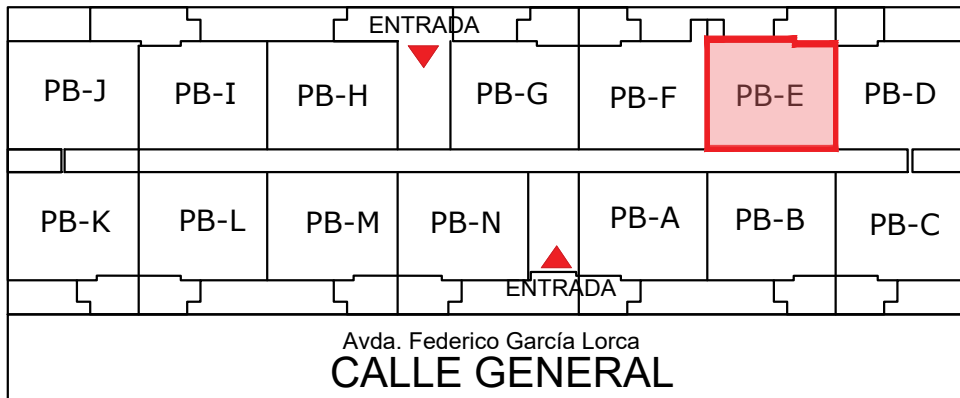 ENTRADA
PB-J
PB-I
PB-H
PB-G
PB-F
PB-E
PB-D
PB-K
PB-L
PB-M
PB-N
PB-A
PB-B
PB-C
ENTRADA
Avda. Federico García Lorca
CALLE GENERAL